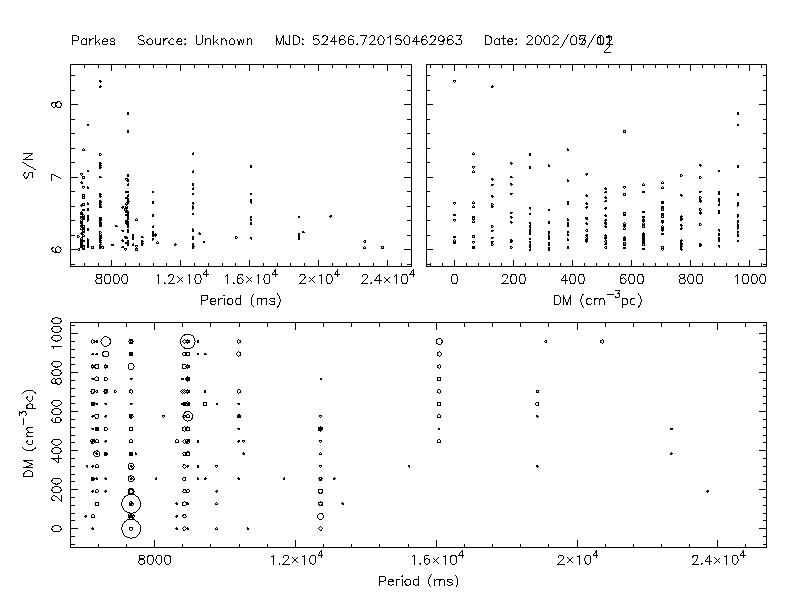 Parkes Source: Unknown MJD: 52466.720150462963 Date: 2002/
S/N
8
7
6
8000 1.2×10⁴ 1.6×10⁴ 2×10⁴ 2.4×10⁴
Period (ms)
0 200 400 600 800 1000
DM (cm⁻³pc)
DM (cm⁻³pc)
1000
800
600
400
200
0
8000 1.2×10⁴ 1.6×10⁴ 2×10⁴ 2.4×10⁴
Period (ms)